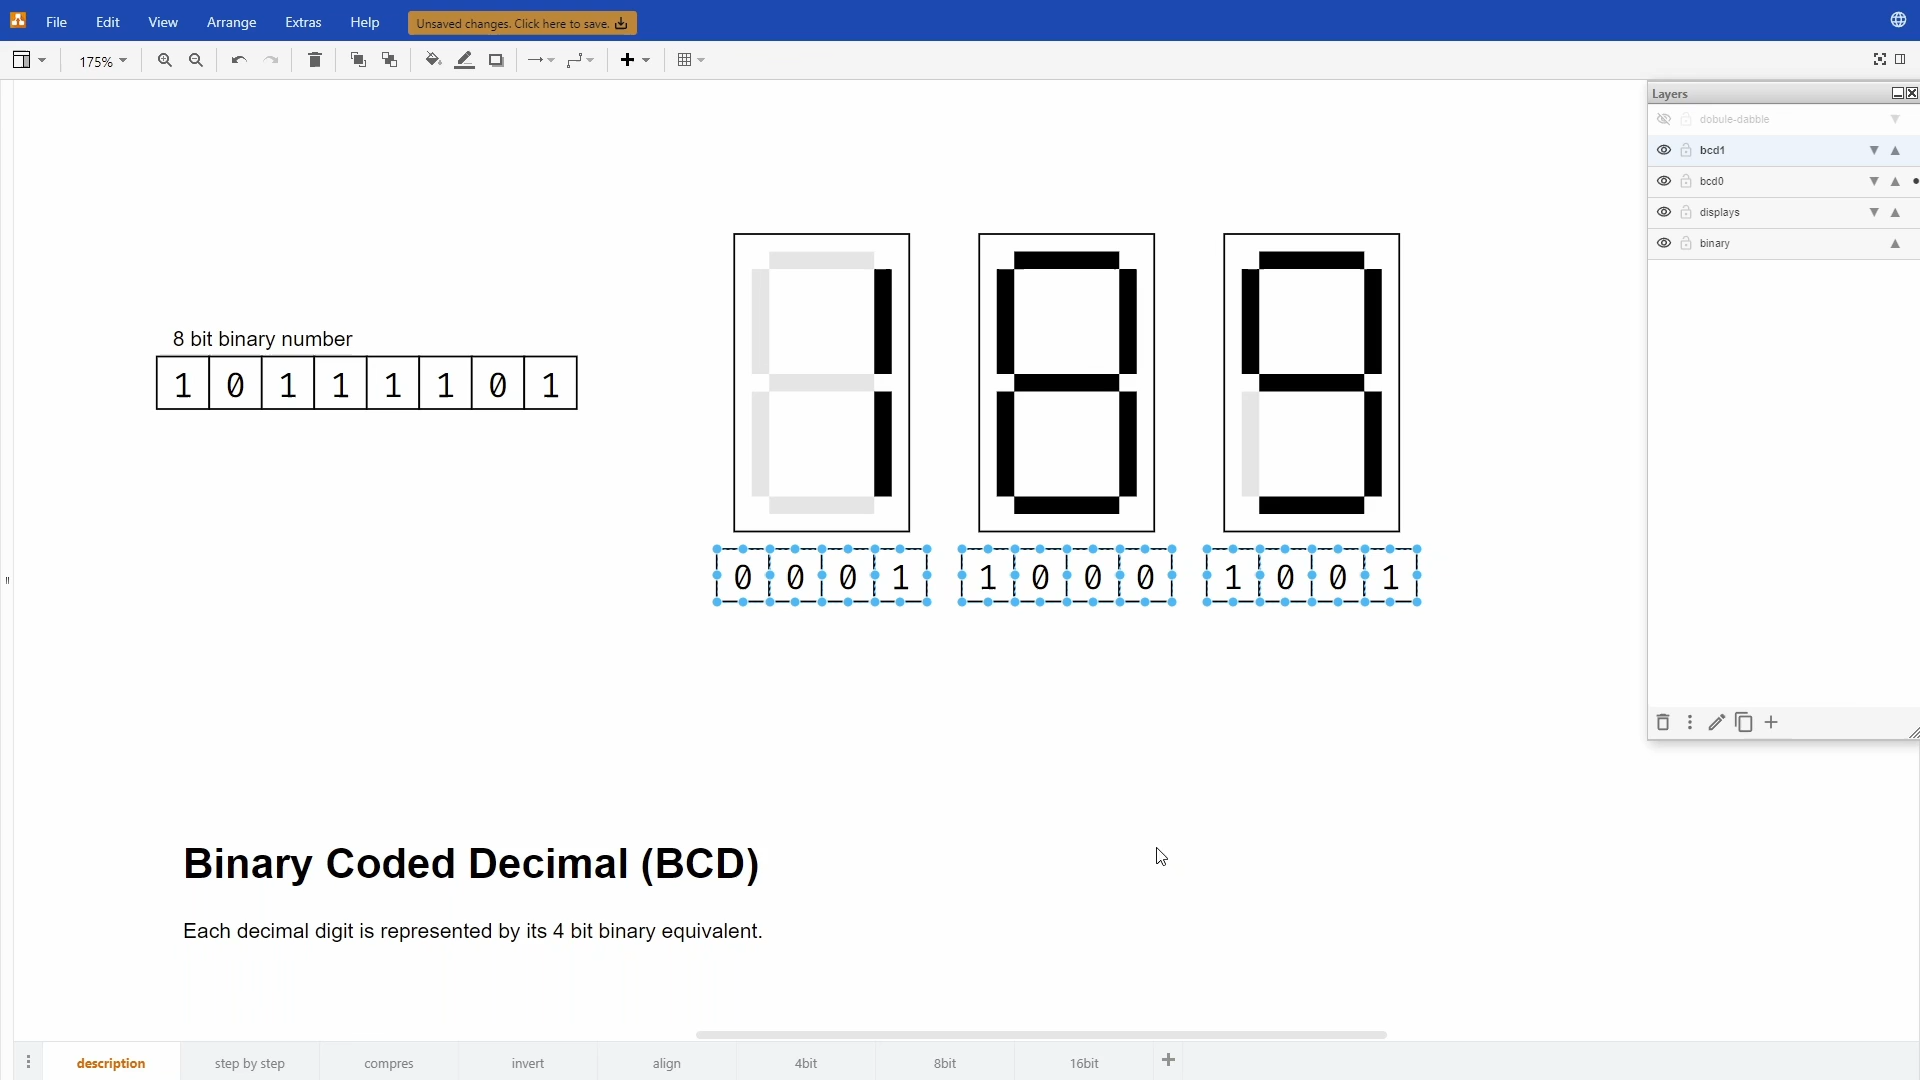 File Edit View Arrange Extras Help Unsaved changes. Click here to save.
175%
Layers
dobule-dabble
bcd1
bcd0
displays
binary
8 bit binary number
1 0 1 1 1 1 0 1
0 0 0 1 1 0 0 0 1 0 0 1
Binary Coded Decimal (BCD)
Each decimal digit is represented by its 4 bit binary equivalent.
description step by step compres invert align 4bit 8bit 16bit